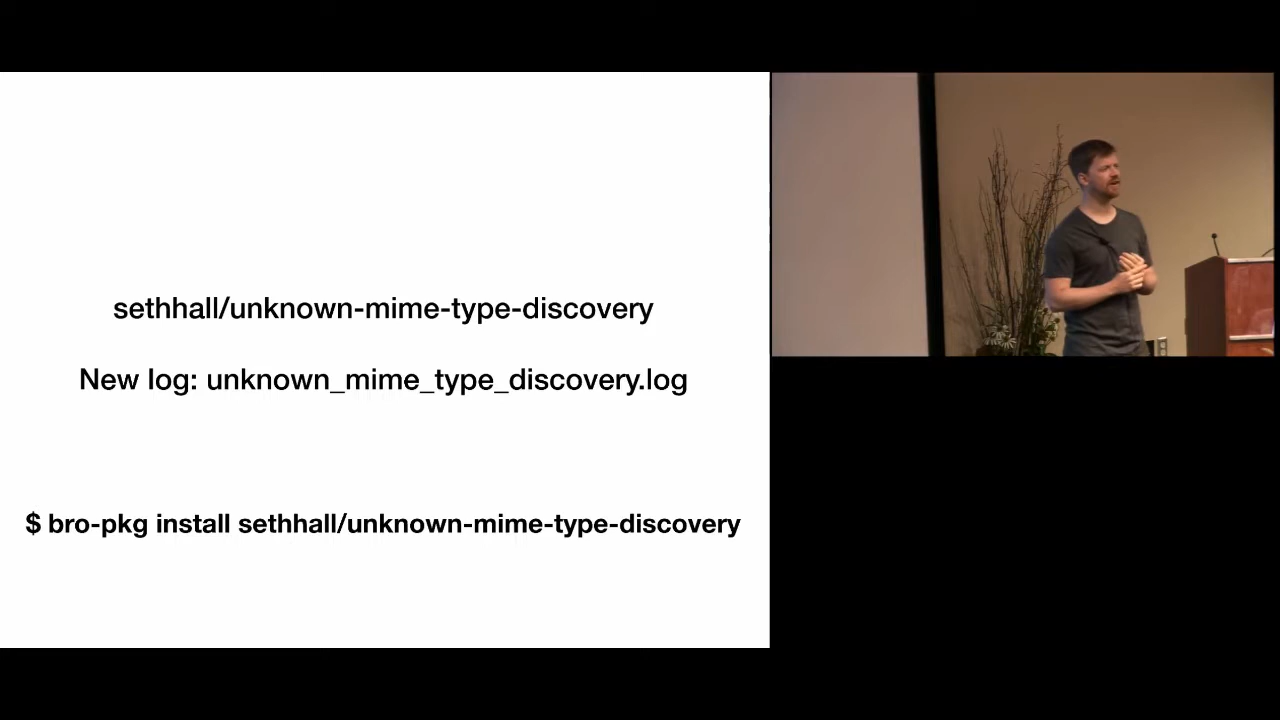 sethhall/unknown-mime-type-discovery
New log: unknown_mime_type_discovery.log
$ bro-pkg install sethhall/unknown-mime-type-discovery